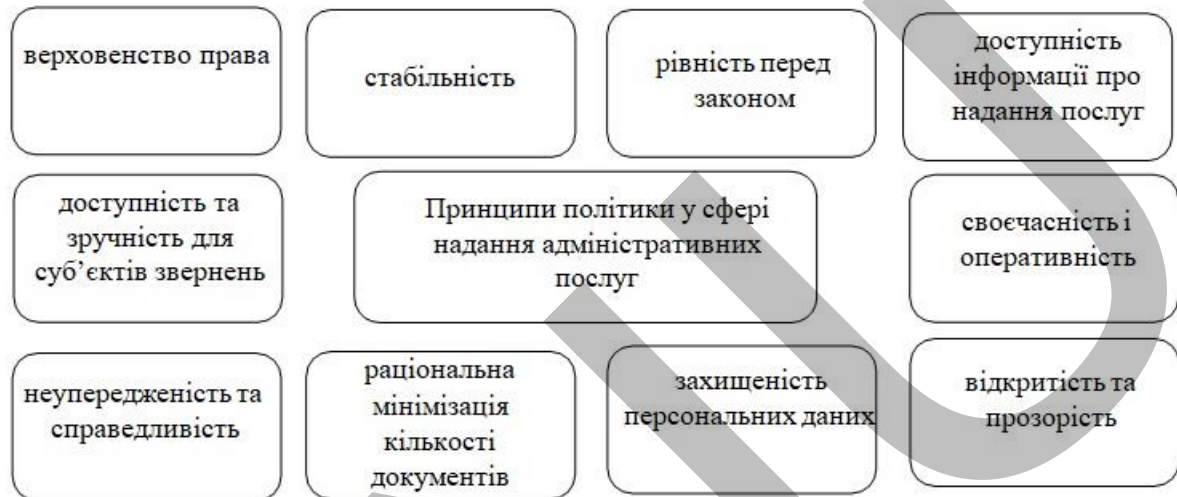 верховенство права
стабільність
рівність перед
законом
доступність
інформації про
надання послуг
доступність та
зручність для
суб’єктів звернень
Принципи політики у сфері
надання адміністративних
послуг
своєчасність і
оперативність
неупередженість та
справедливість
раціональна
мінімізація
кількості
документів
захищеність
персональних даних
відкритість та
прозорість